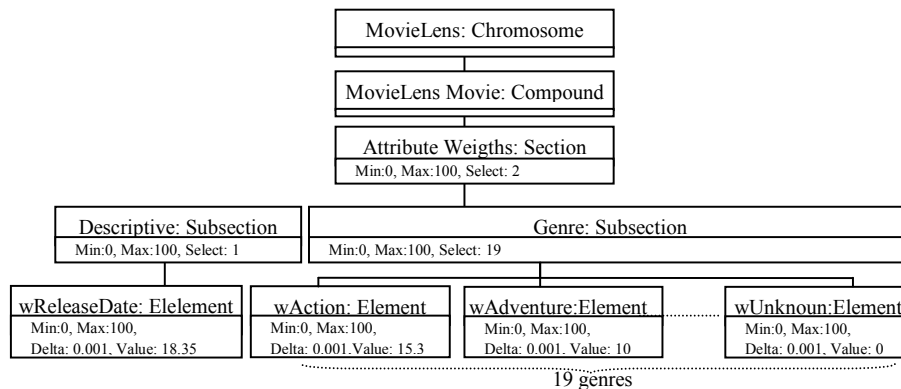 MovieLens: Chromosome
MovieLens Movie: Compound
Attribute Weigths: Section
Min:0, Max:100, Select: 2
Descriptive: Subsection
Min:0, Max:100, Select: 1
Genre: Subsection
Min:0, Max:100, Select: 19
wReleaseDate: Elelement
Min:0, Max:100,
Delta: 0.001, Value: 18.35
wAction: Element
Min:0, Max:100,
Delta: 0.001,Value: 15.3
wAdventure:Element
Min:0, Max:100,
Delta: 0.001, Value: 10
wUnknoun:Element
Min:0, Max:100,
Delta: 0.001, Value: 0
19 genres